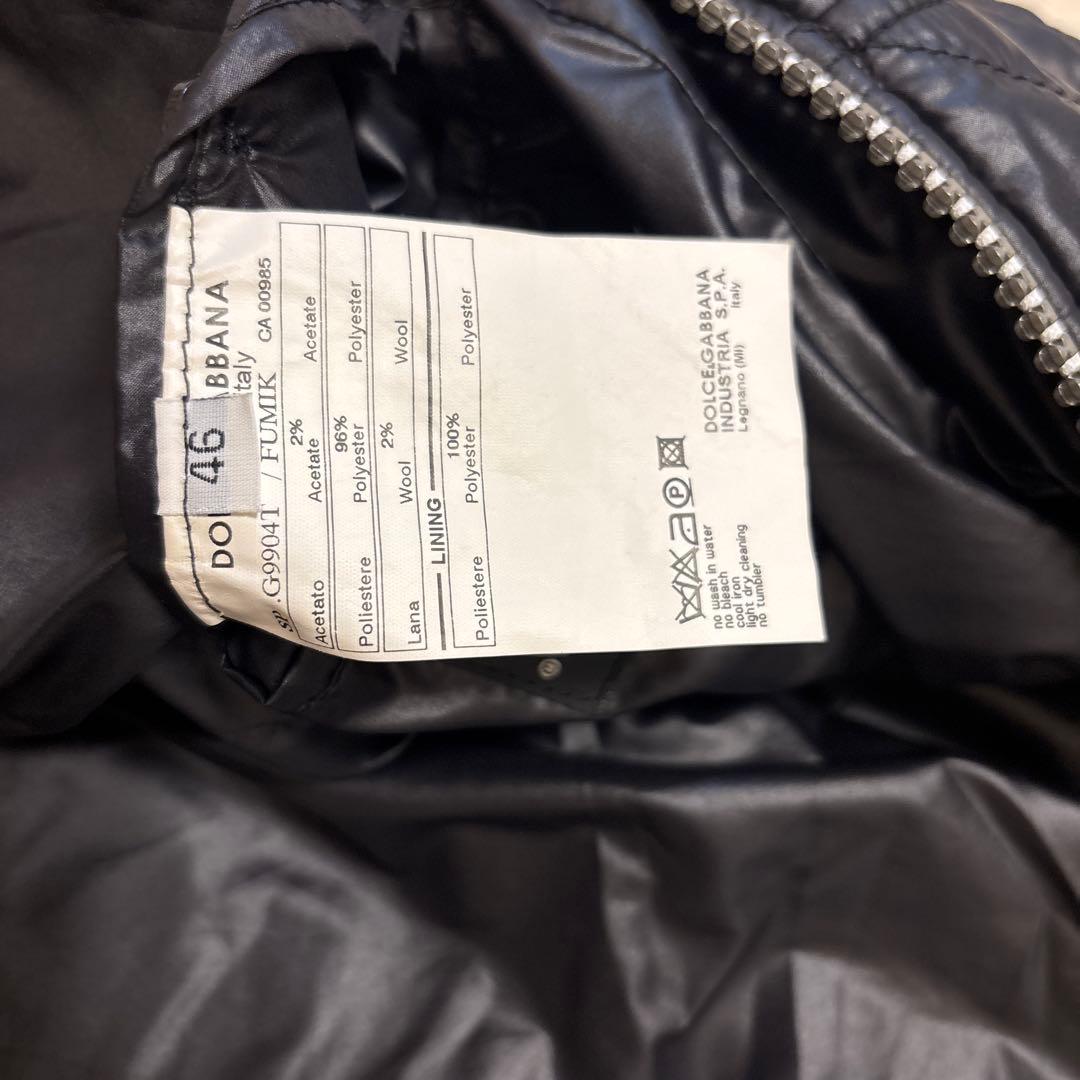 46
DO ABBANA
Italy
sp .G9904T / FUMIK CA 00985
2%
Acetato Acetate Acetate
96%
Poliestere Polyester Polyester
2%
Lana Wool Wool
LINING
100%
Poliestere Polyester Polyester
P
no wash in water
no bleach
cool iron
light dry cleaning
no tumbler
DOLCE&GABBANA
INDUSTRIA S.P.A.
Legnano (MI) Italy